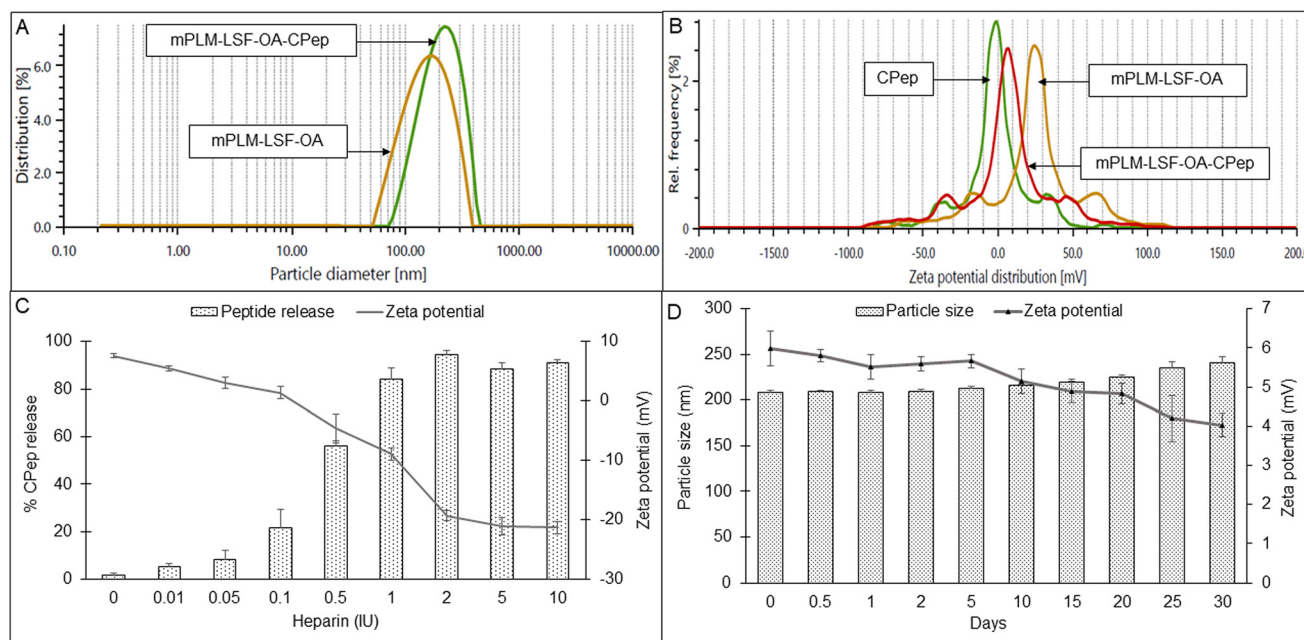 A
mPLM-LSF-OA-CPep
mPLM-LSF-OA
Distribution [%]
6.0
4.0
2.0
0.0
0.10
1.00
10.00
100.00
1000.00
10000.00
Particle diameter [nm]
B
CPep
mPLM-LSF-OA
mPLM-LSF-OA-CPep
Rel. frequency [%]
2
0
-200.0
-150.0
-100.0
-50.0
0.0
50.0
100.0
150.0
200.
Zeta potential distribution [mV]
C
Peptide release
Zeta potential
% CPep release
100
80
60
40
20
0
10
0
-10
-20
-30
Zeta potential (mV)
0
0.01
0.05
0.1
0.5
1
2
5
10
Heparin (IU)
D
Particle size
Zeta potential
Particle size (nm)
300
250
200
150
100
50
0
7
6
5
4
3
2
1
0
Zeta potential (mV)
0
0.5
1
2
5
10
15
20
25
30
Days